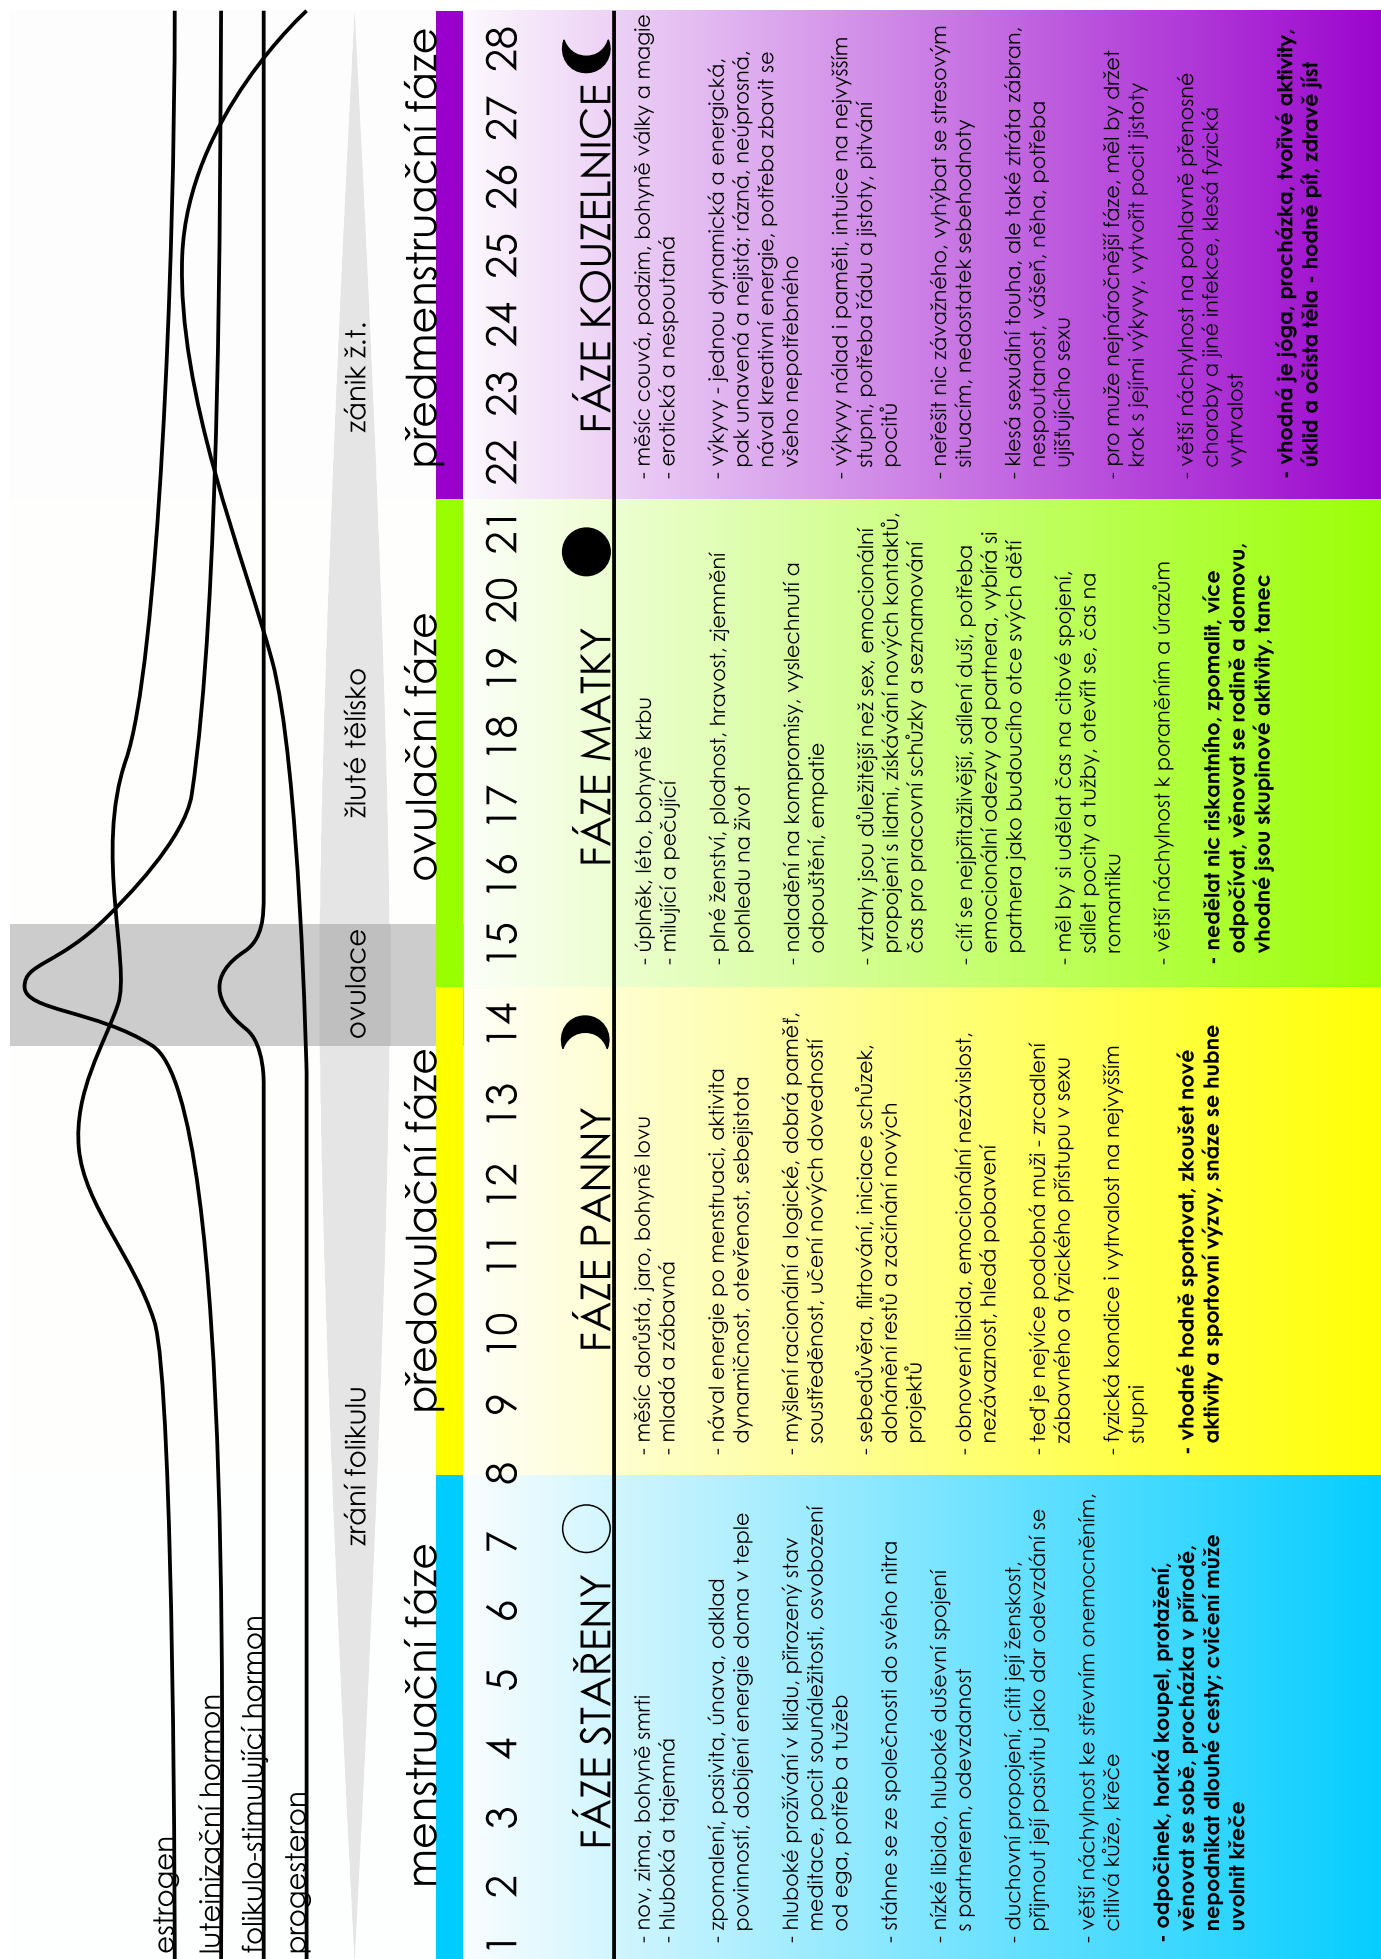 estrogen
luteinizační hormon
folikulo-stimulující hormon
progesteron
zrání folikulu
ovulace
žluté tělísko
zánik ž.t.
menstruační fáze
předovulační fáze
ovulační fáze
předmenstruační fáze
1 2 3 4 5 6 7 8 9 10 11 12 13 14 15 16 17 18 19 20 21 22 23 24 25 26 27 28
FÁZE STAŘENY
- nov, zima, bohyně smrti
- hluboká a tajemná
- zpomalení, pasivita, únava, odklad
povinností, dobíjení energie doma v teple
- hluboké prožívání v klidu, přirozený stav
meditace, pocit sounáležitosti, osvobození
od ega, potřeb a tužeb
- stáhne se ze společnosti do svého nitra
- nízké libido, hluboké duševní spojení
s partnerem, odevzdanost
- duchovní propojení, cítit její ženskost,
přijmout její pasivitu jako dar odevzdání se
- větší náchylnost ke střevním onemocněním,
citlivá kůže, křeče
- odpočinek, horká koupel, protažení,
věnovat se sobě, procházka v přírodě,
nepodnikat dlouhé cesty; cvičení může
uvolnit křeče
FÁZE PANNY
- měsíc dorůstá, jaro, bohyně lovu
- mladá a zábavná
- nával energie po menstruaci, aktivita
dynamičnost, otevřenost, sebejistota
- myšlení racionální a logické, dobrá paměť,
soustředěnost, učení nových dovedností
- sebedůvěra, flirtování, iniciace schůzek,
dohánění restů a začínání nových
projektů
- obnovení libida, emocionální nezávislost,
nezávaznost, hledá pobavení
- teď je nejvíce podobná muži - zrcadlení
zábavného a fyzického přístupu v sexu
- fyzická kondice i vytrvalost na nejvyšším
stupni
- vhodné hodně sportovat, zkoušet nové
aktivity a sportovní výzvy, snáze se hubne
FÁZE MATKY
- úplněk, léto, bohyně krbu
- milující a pečující
- plné ženství, plodnost, hravost, zjemnění
pohledu na život
- naladění na kompromisy, vyslechnutí a
odpouštění, empatie
- vztahy jsou důležitější než sex, emocionální
propojení s lidmi, získávání nových kontaktů,
čas pro pracovní schůzky a seznamování
- cítí se nejpřitažlivější, sdílení duší, potřeba
emocionální odezvy od partnera, vybírá si
partnera jako budoucího otce svých dětí
- měl by si udělat čas na citové spojení,
sdílet pocity a tužby, otevřít se, čas na
romantiku
- větší náchylnost k poraněním a úrazům
- nedělat nic riskantního, zpomalit, více
odpočívat, věnovat se rodině a domovu,
vhodné jsou skupinové aktivity, tanec
FÁZE KOUZELNICE
- měsíc couvá, podzim, bohyně války a magie
- erotická a nespoutaná
- výkyvy - jednou dynamická a energická,
pak unavená a nejistá; rázná, neúprosná,
nával kreativní energie, potřeba zbavit se
všeho nepotřebného
- výkyvy nálad i paměti, intuice na nejvyšším
stupni, potřeba řádu a jistoty, pitvání
pocitů
- neřešit nic závažného, vyhýbat se stresovým
situacím, nedostatek sebehodnoty
- klesá sexuální touha, ale také ztráta zábran,
nespoutanost, vášeň, něha, potřeba
ujišťujícího sexu
- pro muže nejnáročnější fáze, měl by držet
krok s jejími výkyvy, vytvořit pocit jistoty
- větší náchylnost na pohlavně přenosné
choroby a jiné infekce, klesá fyzická
vytrvalost
- vhodná je jóga, procházka, tvořivé aktivity,
úklid a očista těla - hodně pít, zdravě jíst